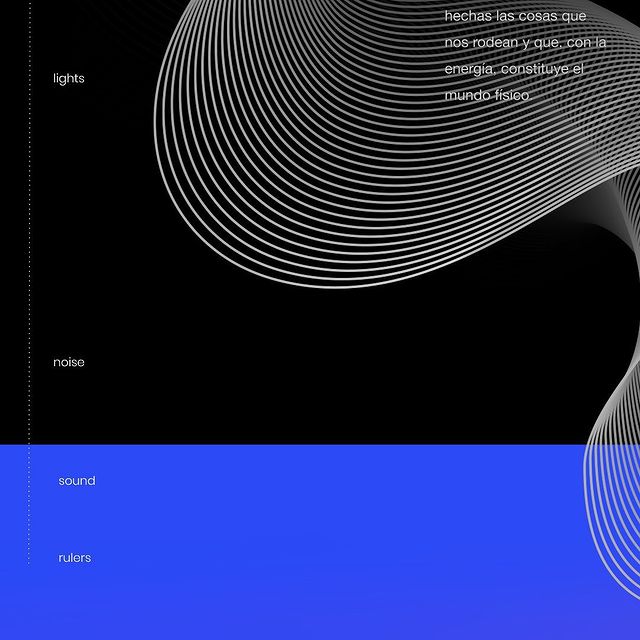 hechas las cosas que
nos rodean y que, con la
energía, constituye el
mundo físico.
lights
noise
sound
rulers